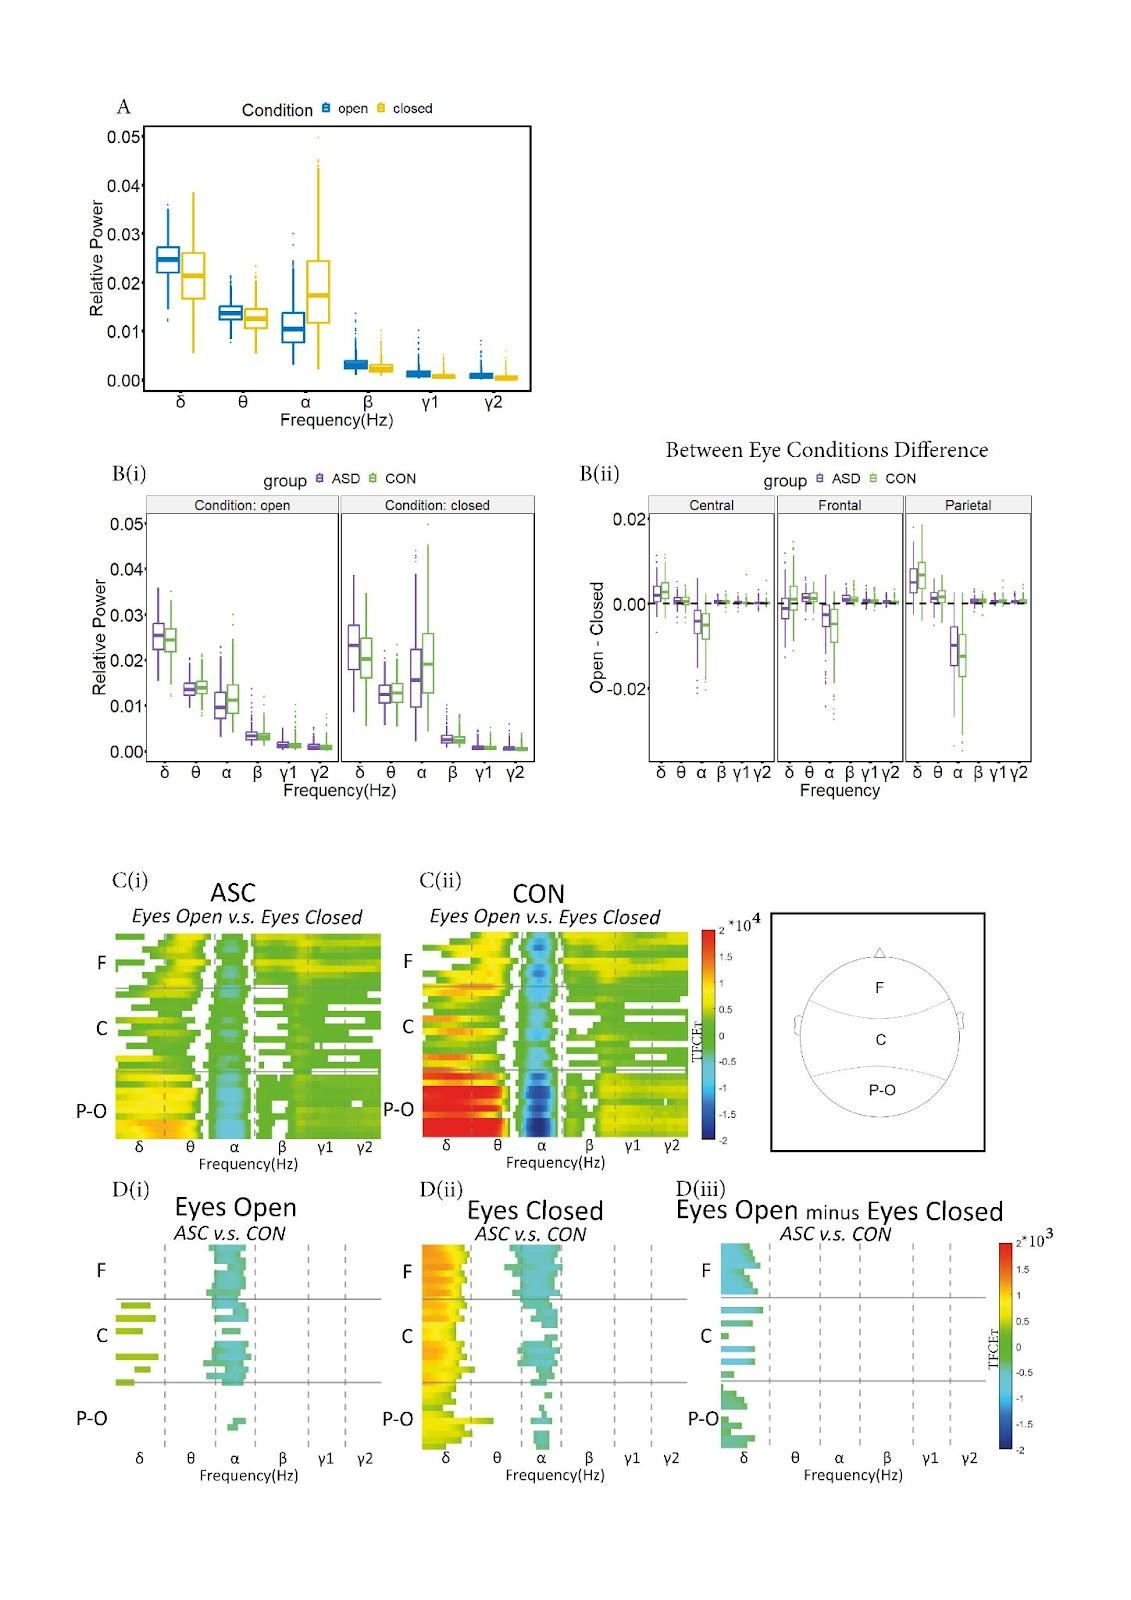 A
Condition open closed
0.05
0.04
0.03
0.02
0.01
0.00
Relative Power
δ θ α β γ1 γ2
Frequency(Hz)
Between Eye Conditions Difference
B(i)
group ASD CON
Condition: open Condition: closed
0.05
0.04
0.03
0.02
0.01
0.00
Relative Power
δ θ α β γ1 γ2 δ θ α β γ1 γ2
Frequency(Hz)
B(ii)
group ASD CON
Central Frontal Parietal
0.02
0.00
-0.02
Open - Closed
δ θ α β γ1 γ2 δ θ α β γ1 γ2 δ θ α β γ1 γ2
Frequency
C(i)
ASC
Eyes Open v.s. Eyes Closed
F
C
P-O
δ θ α β γ1 γ2
Frequency(Hz)
C(ii)
CON
Eyes Open v.s. Eyes Closed
F
C
P-O
δ θ α β γ1 γ2
Frequency(Hz)
2 *10⁴
1.5
1
0.5
0
-0.5
-1
-1.5
-2
TFCET
F
C
P-O
D(i)
Eyes Open
ASC v.s. CON
F
C
P-O
δ θ α β γ1 γ2
Frequency(Hz)
D(ii)
Eyes Closed
ASC v.s. CON
F
C
P-O
δ θ α β γ1 γ2
Frequency(Hz)
D(iii)
Eyes Open minus Eyes Closed
ASC v.s. CON
F
C
P-O
δ θ α β γ1 γ2
Frequency(Hz)
2 *10³
1.5
1
0.5
0
-0.5
-1
-1.5
-2
TFCET